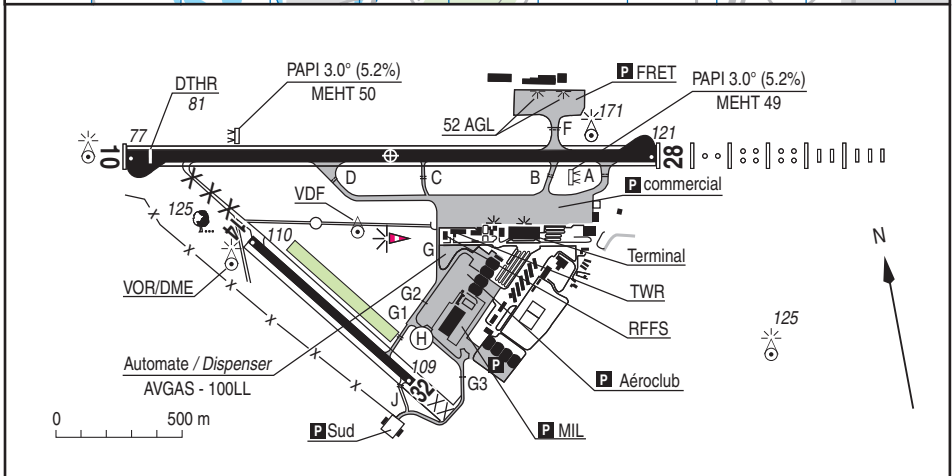 PAPI 3.0° (5.2%)
MEHT 50
P FRET
PAPI 3.0° (5.2%)
MEHT 49
DTHR
81
52 AGL
171
F
77
121
10
28
D
C
B
A
P commercial
VDF
125
14
110
G
N
Terminal
VOR/DME
G2
TWR
G1
RFFS
125
H
Automate / Dispenser
AVGAS - 100LL
109
32
P
G3
P Aéroclub
J
0
500 m
P Sud
P MIL